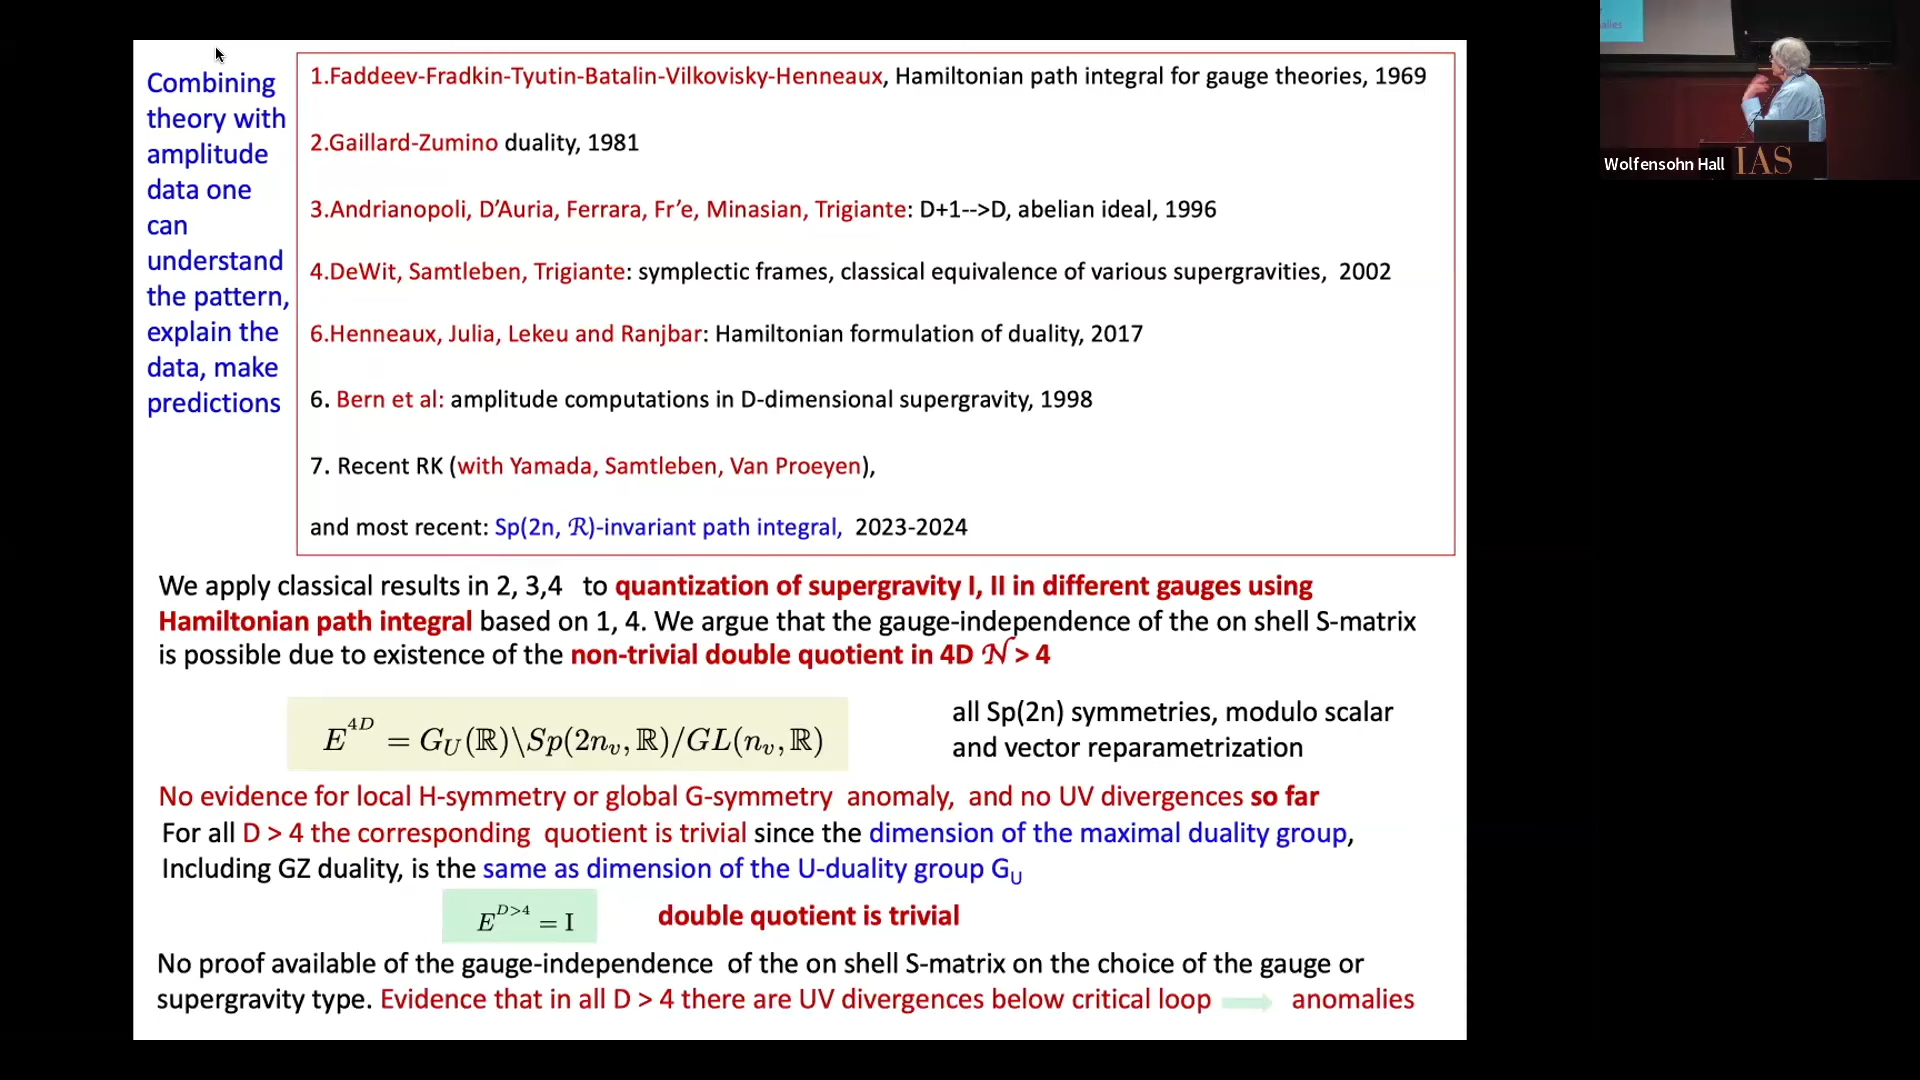 Combining
theory with
amplitude
data one
can
understand
the pattern,
explain the
data, make
predictions
1.Faddeev-Fradkin-Tyutin-Batalin-Vilkovisky-Henneaux, Hamiltonian path integral for gauge theories, 1969
2.Gaillard-Zumino duality, 1981
3.Andrianopoli, D’Auria, Ferrara, Fr’e, Minasian, Trigiante: D+1-->D, abelian ideal, 1996
4.DeWit, Samtleben, Trigiante: symplectic frames, classical equivalence of various supergravities, 2002
6.Henneaux, Julia, Lekeu and Ranjbar: Hamiltonian formulation of duality, 2017
6. Bern et al: amplitude computations in D-dimensional supergravity, 1998
7. Recent RK (with Yamada, Samtleben, Van Proeyen),
and most recent: Sp(2n, ℛ)-invariant path integral, 2023-2024
We apply classical results in 2, 3,4 to quantization of supergravity I, II in different gauges using
Hamiltonian path integral based on 1, 4. We argue that the gauge-independence of the on shell S-matrix
is possible due to existence of the non-trivial double quotient in 4D 𝒩 > 4
E^{4D} = G_U(ℝ)\Sp(2n_v, ℝ)/GL(n_v, ℝ)
all Sp(2n) symmetries, modulo scalar
and vector reparametrization
No evidence for local H-symmetry or global G-symmetry anomaly, and no UV divergences so far
For all D > 4 the corresponding quotient is trivial since the dimension of the maximal duality group,
Including GZ duality, is the same as dimension of the U-duality group G_U
E^{D>4} = I
double quotient is trivial
No proof available of the gauge-independence of the on shell S-matrix on the choice of the gauge or
supergravity type. Evidence that in all D > 4 there are UV divergences below critical loop anomalies
Wolfensohn Hall
IAS